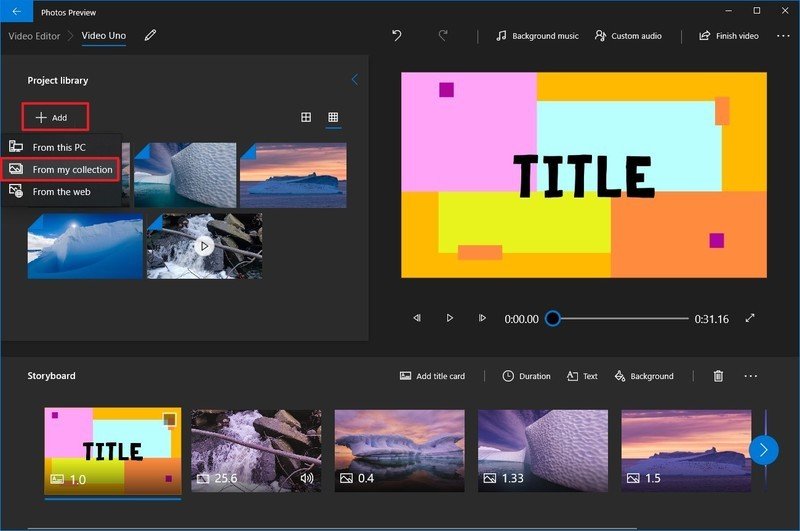 Photos Preview
Video Editor
Video Uno
Background music
Custom audio
Finish video
Project library
Add
From this PC
From my collection
From the web
TITLE
0:00.00
0:31.16
Storyboard
Add title card
Duration
Text
Background
TITLE
1.0
25.6
0.4
1.33
1.5